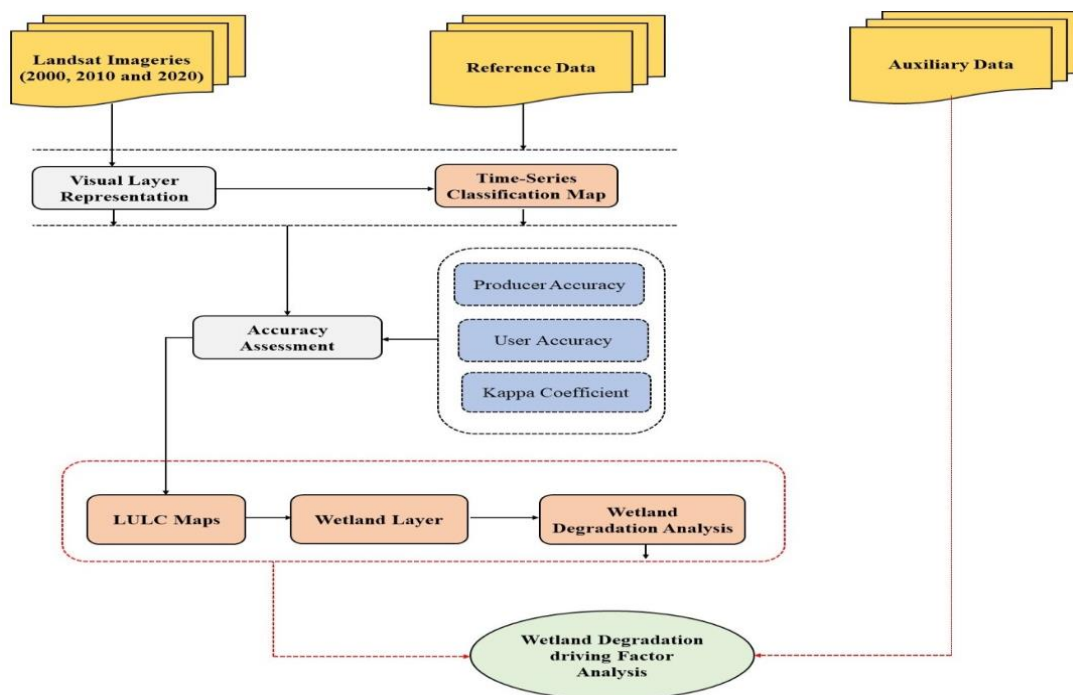 Landsat Imageries
(2000, 2010 and 2020)
Reference Data
Auxiliary Data
Visual Layer
Representation
Time-Series
Classification Map
Producer Accuracy
Accuracy
Assessment
User Accuracy
Kappa Coefficient
LULC Maps
Wetland Layer
Wetland
Degradation Analysis
Wetland Degradation
driving Factor
Analysis